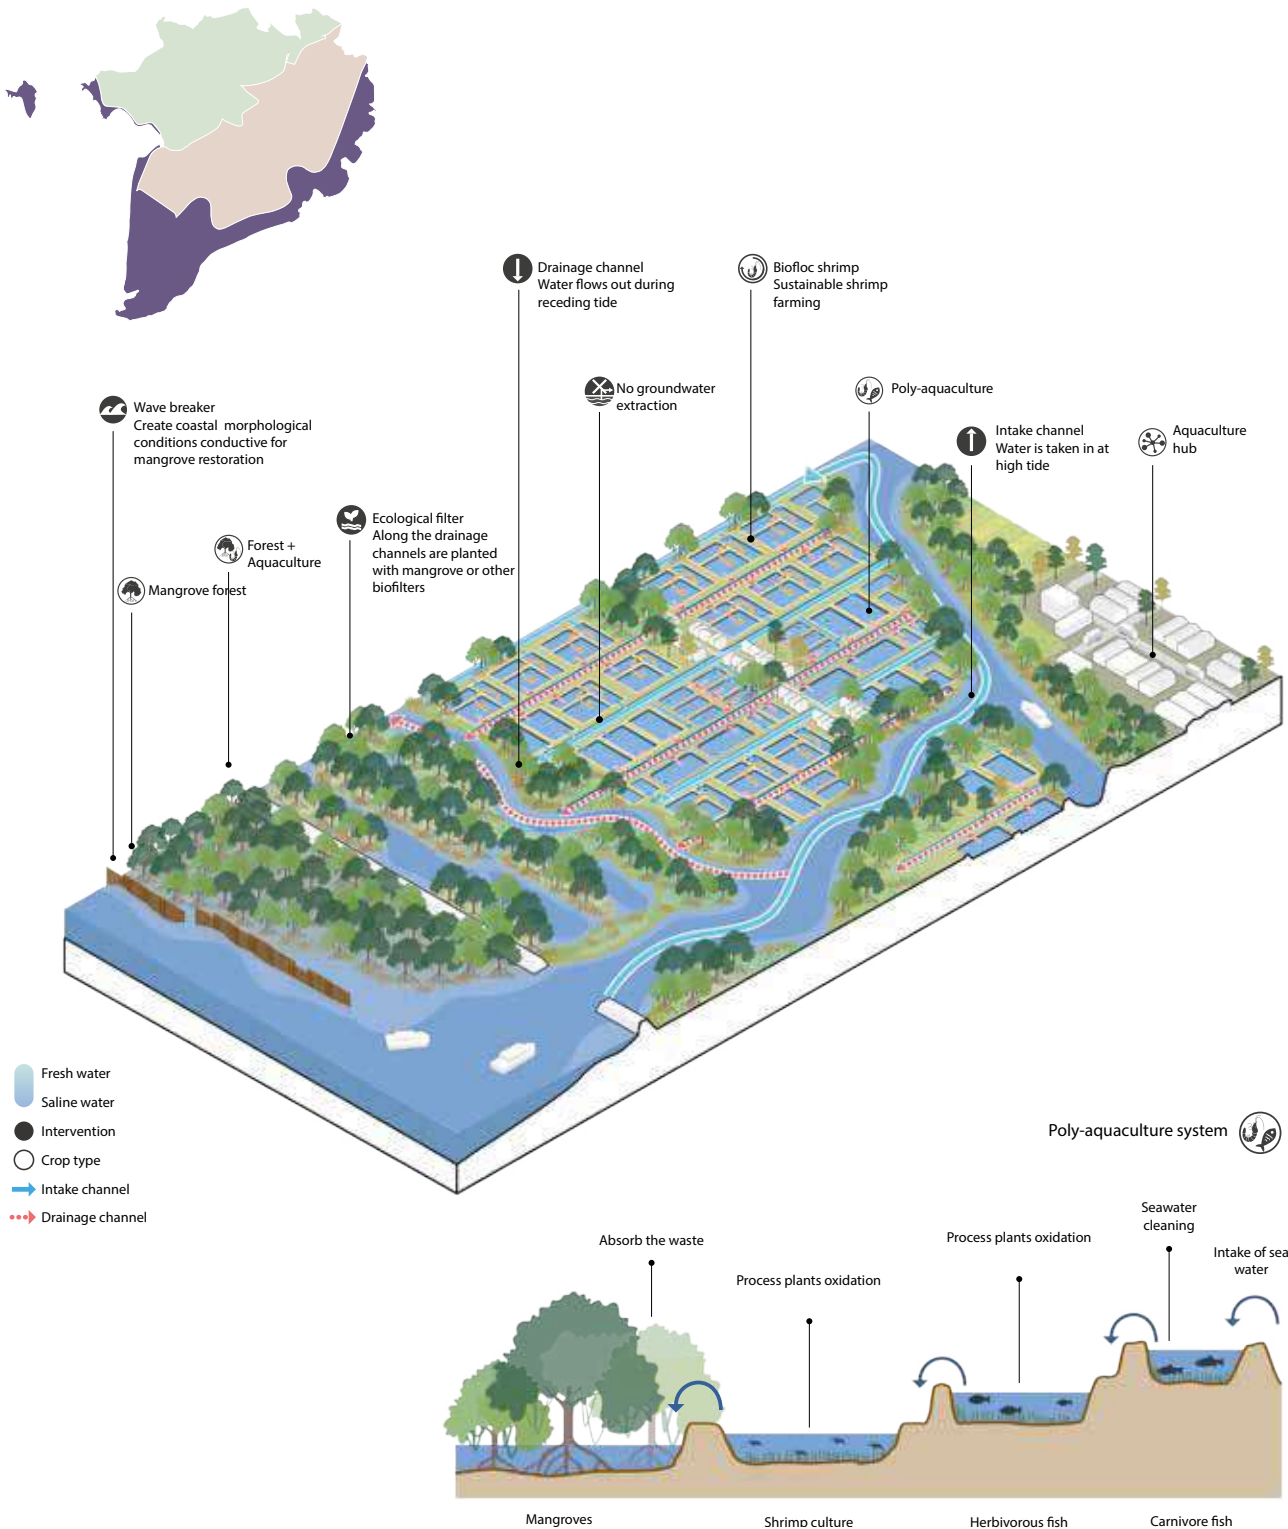 Drainage channel
Water flows out during
receding tide
Biofloc shrimp
Sustainable shrimp
farming
No groundwater
extraction
Poly-aquaculture
Wave breaker
Create coastal morphological
conditions conductive for
mangrove restoration
Intake channel
Water is taken in at
high tide
Aquaculture
hub
Ecological filter
Along the drainage
channels are planted
with mangrove or other
biofilters
Forest +
Aquaculture
Mangrove forest
Fresh water
Saline water
Intervention
Crop type
Intake channel
Drainage channel
Poly-aquaculture system
Absorb the waste
Process plants oxidation
Process plants oxidation
Seawater
cleaning
Intake of sea
water
Mangroves
Shrimp culture
Herbivorous fish
Carnivore fish